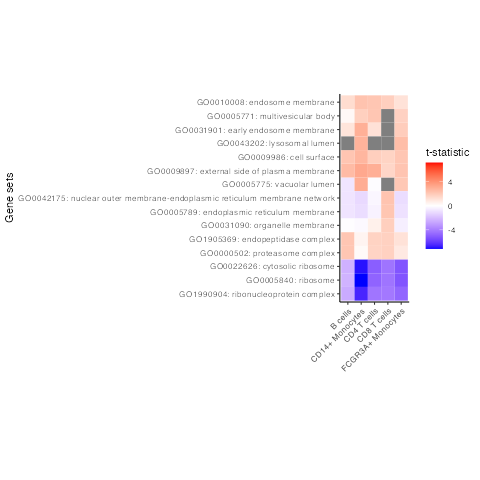 Gene sets
GO0010008: endosome membrane
GO0005771: multivesicular body
GO0031901: early endosome membrane
GO0043202: lysosomal lumen
GO0009986: cell surface
GO0009897: external side of plasma membrane
GO0005775: vacuolar lumen
GO0042175: nuclear outer membrane-endoplasmic reticulum membrane network
GO0005789: endoplasmic reticulum membrane
GO0031090: organelle membrane
GO1905369: endopeptidase complex
GO0000502: proteasome complex
GO0022626: cytosolic ribosome
GO0005840: ribosome
GO1990904: ribonucleoprotein complex
B cells
CD14+ Monocytes
CD4 T cells
CD8 T cells
FCGR3A+ Monocytes
t-statistic
4
0
-4